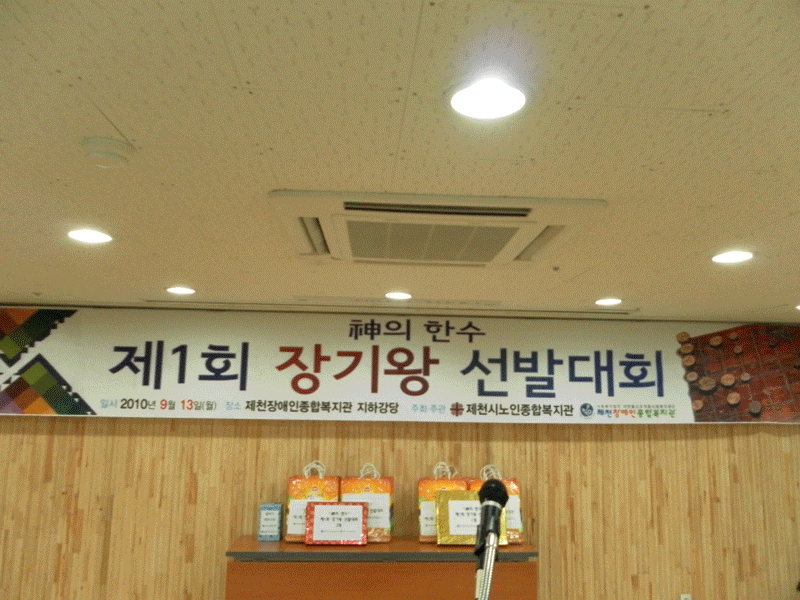 神의 한수
제1회 장기왕 선발대회
일시 2010년 9월 13일(월) 장소 제천장애인종합복지관 지하강당 주최·주관 제천시노인종합복지관 제천장애인종합복지관